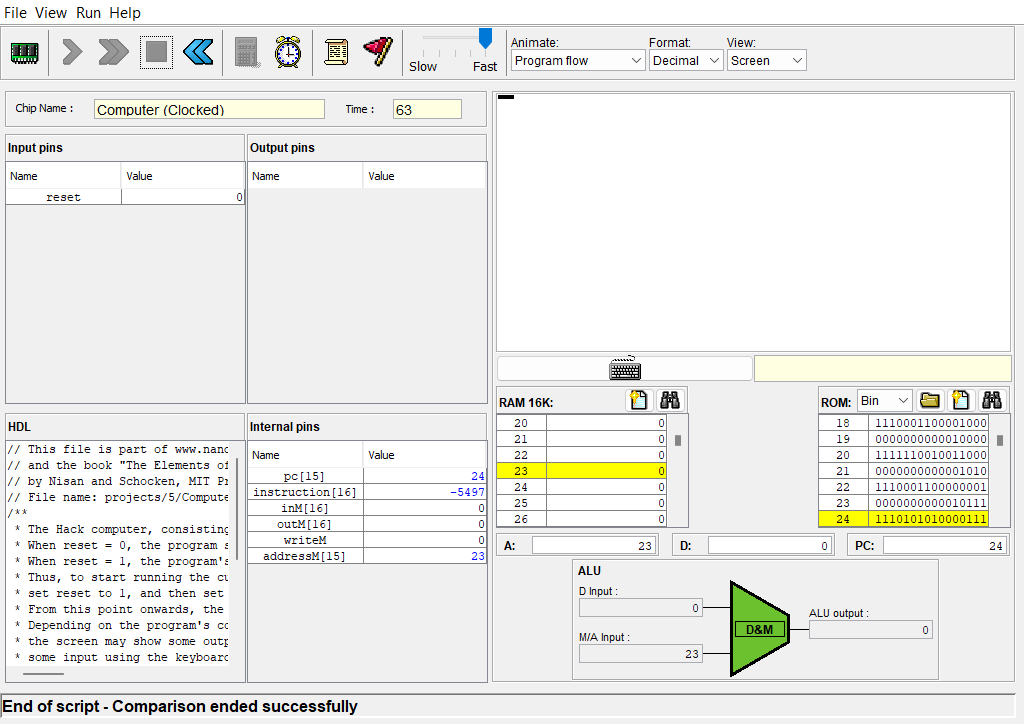 File View Run Help
Slow Fast
Animate: Format: View:
Program flow Decimal Screen
Chip Name : Computer (Clocked) Time : 63
Input pins
Name Value
reset 0
Output pins
Name Value
HDL
// This file is part of www.nand
// and the book "The Elements of
// by Nisan and Schocken, MIT Pr
// File name: projects/5/Compute
/**
* The Hack computer, consisting
* When reset = 0, the program s
* When reset = 1, the program's
* Thus, to start running the cu
* set reset to 1, and then set
* From this point onwards, the
* Depending on the program's co
* the screen may show some outp
* some input using the keyboard
Internal pins
Name Value
pc[15] 24
instruction[16] -5497
inM[16] 0
outM[16] 0
writeM 0
addressM[15] 23
RAM 16K:
20 0
21 0
22 0
23 0
24 0
25 0
26 0
ROM: Bin
18 1110001100001000
19 0000000000010000
20 1111110010011000
21 0000000000001010
22 1110001100000001
23 0000000000010111
24 1110101010000111
A: 23 D: 0 PC: 24
ALU
D Input :
0
M/A Input :
23
D&M
ALU output :
0
End of script - Comparison ended successfully